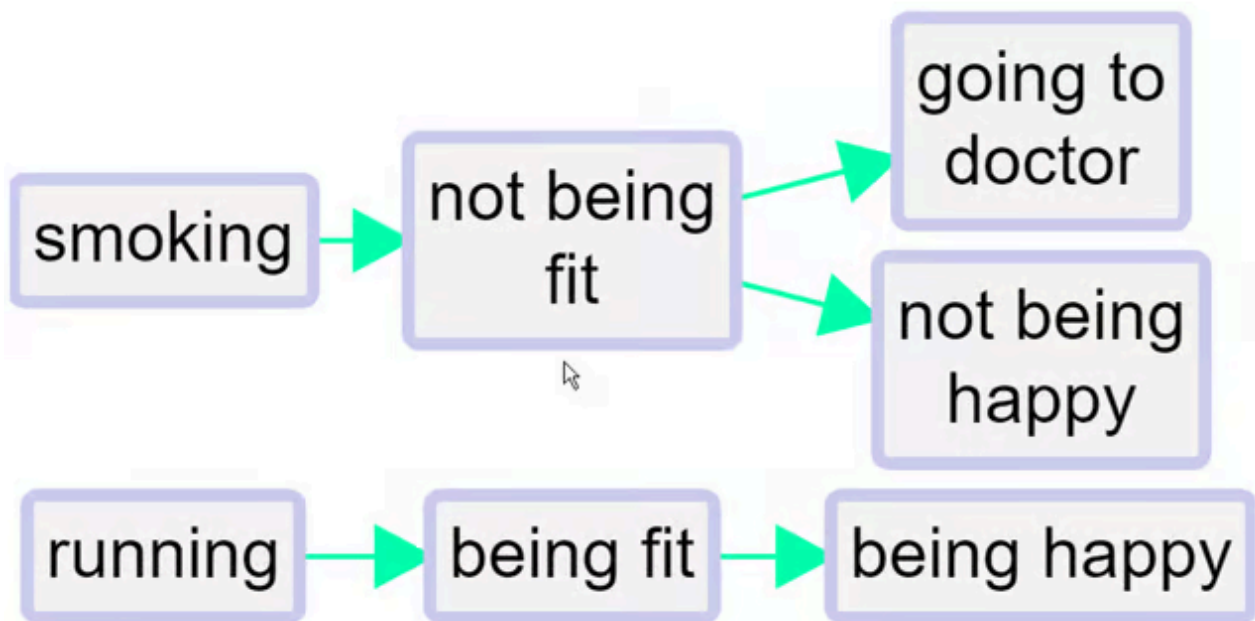 smoking
not being
fit
going to
doctor
not being
happy
running
being fit
being happy